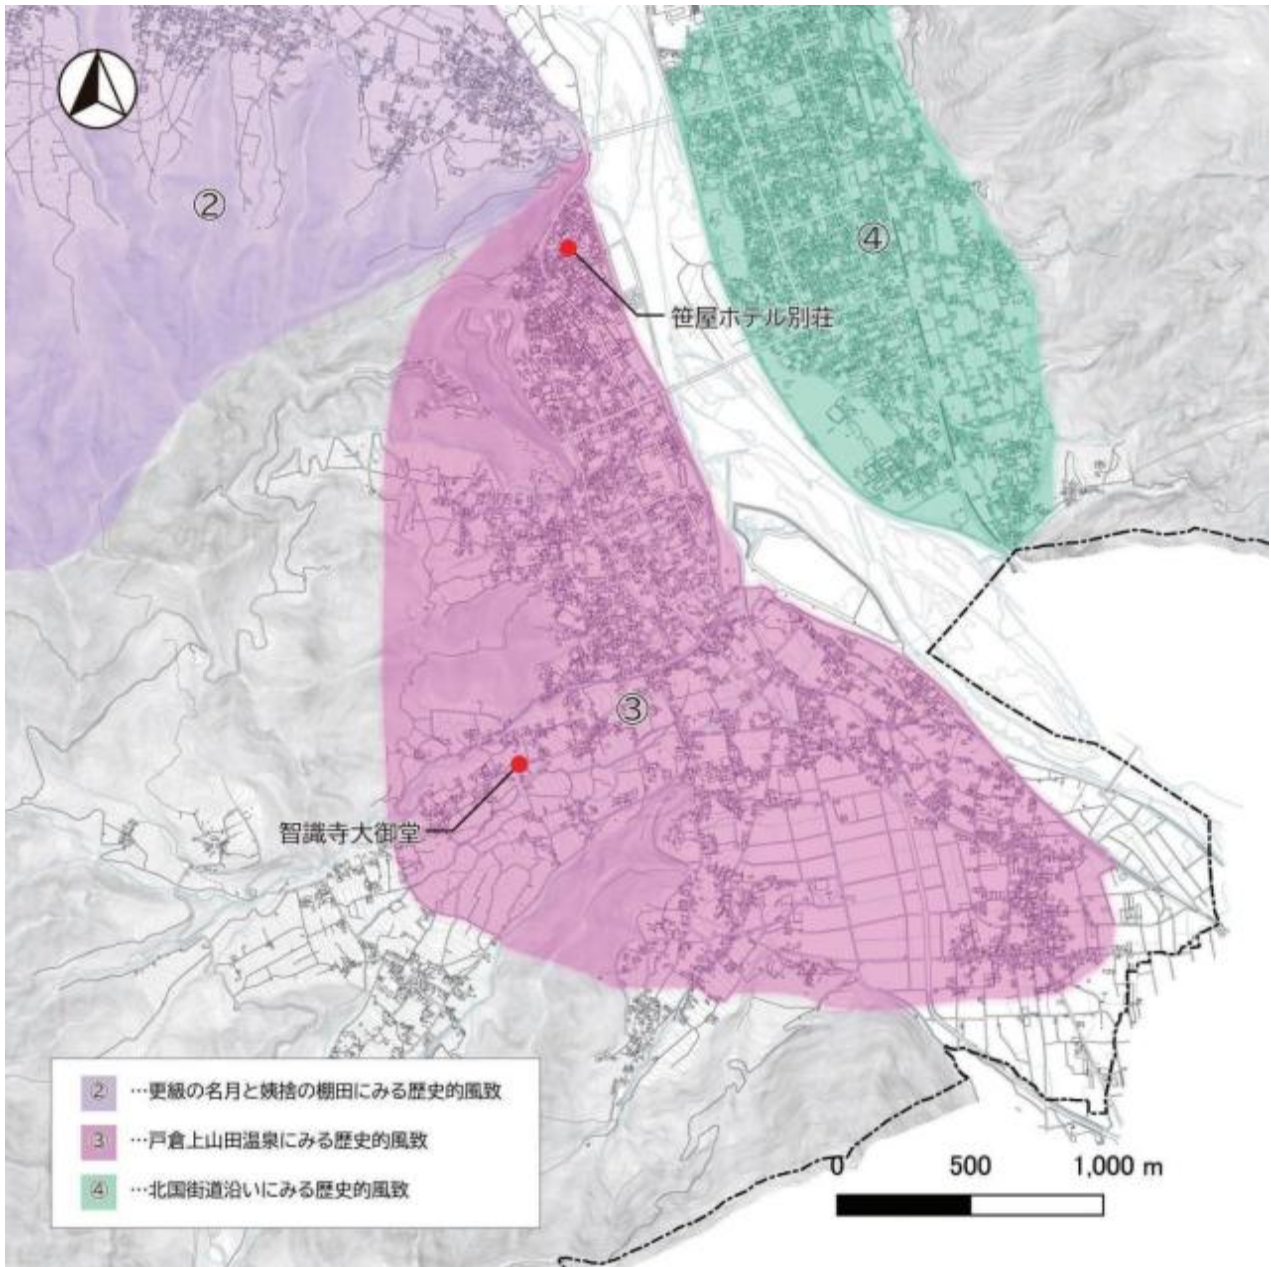 ②
④
笹屋ホテル別荘
③
智識寺大御堂
② …更級の名月と姨捨の棚田にみる歴史的風致
③ …戸倉上山田温泉にみる歴史的風致
④ …北国街道沿いにみる歴史的風致
0 500 1,000 m